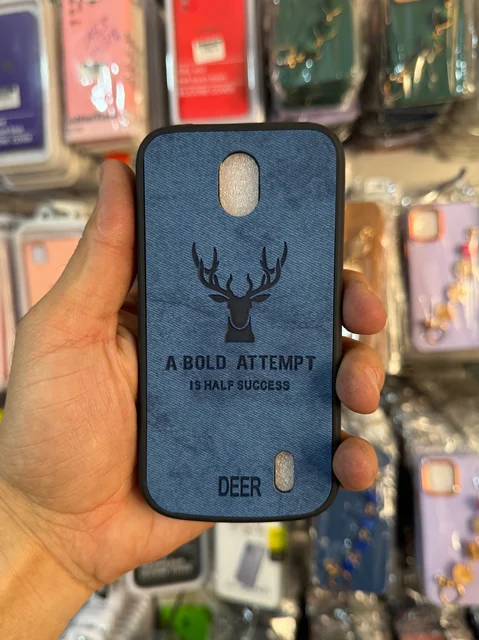 A BOLD ATTEMPT
IS HALF SUCCESS
DEER